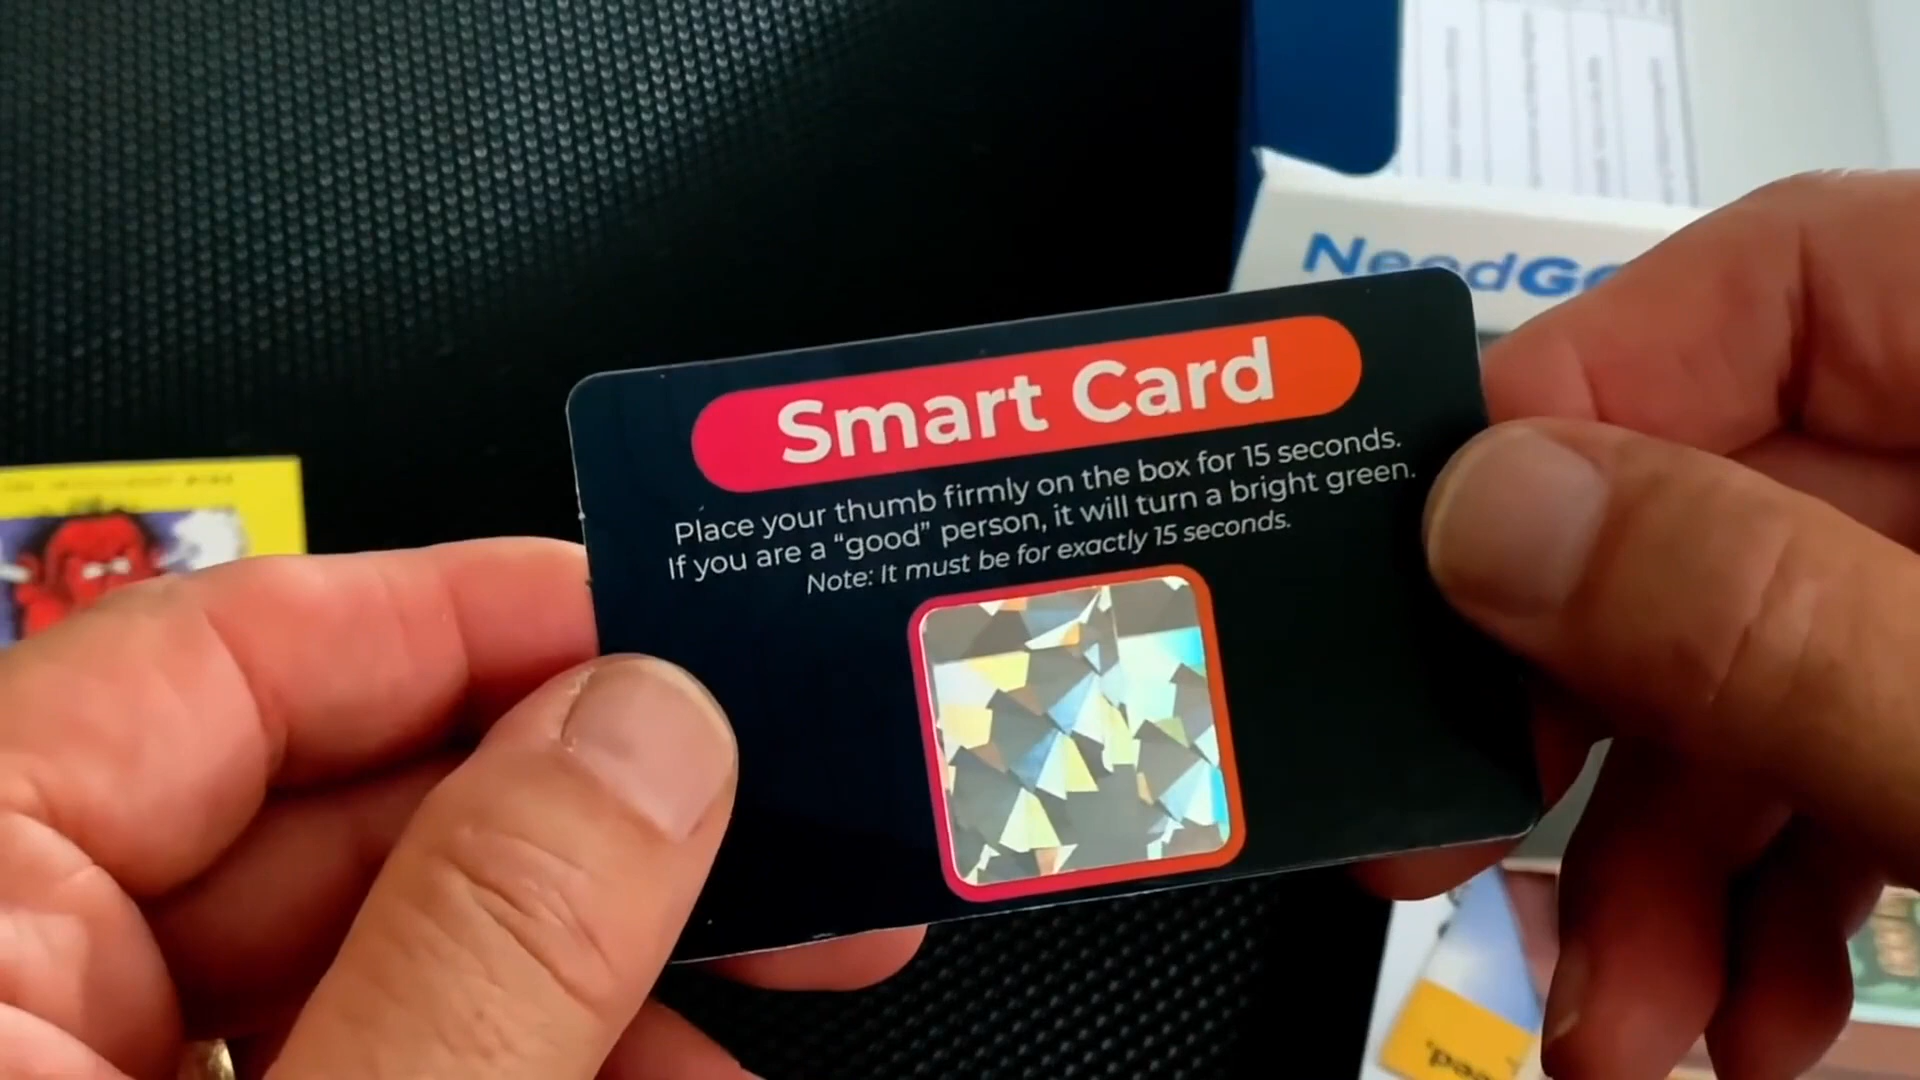 Smart Card
Place your thumb firmly on the box for 15 seconds.
If you are a “good” person, it will turn a bright green.
Note: It must be for exactly 15 seconds.